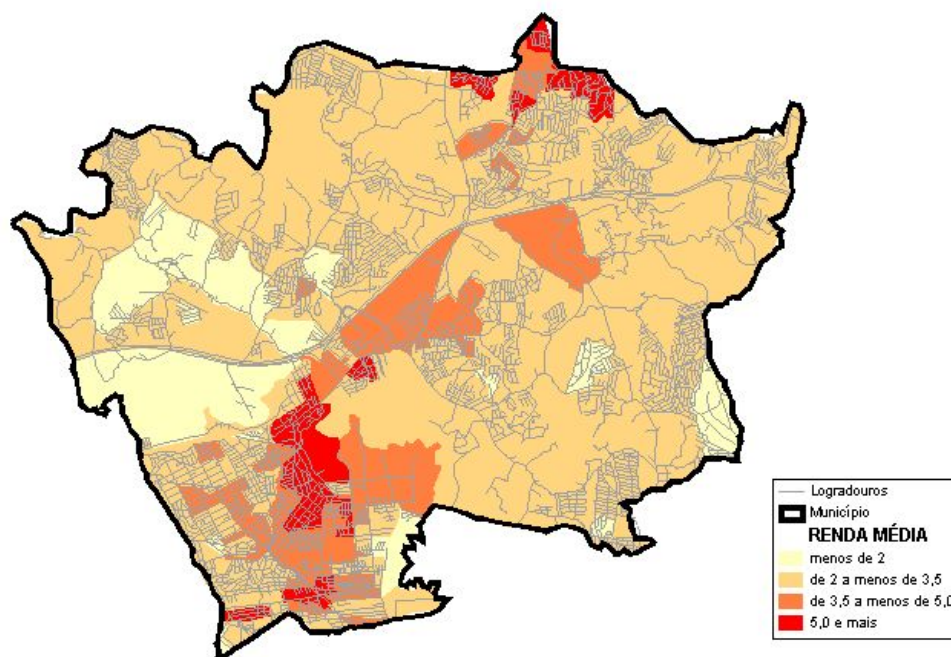 Logradouros
Município
RENDA MÉDIA
menos de 2
de 2 a menos de 3,5
de 3,5 a menos de 5,0
5,0 e mais